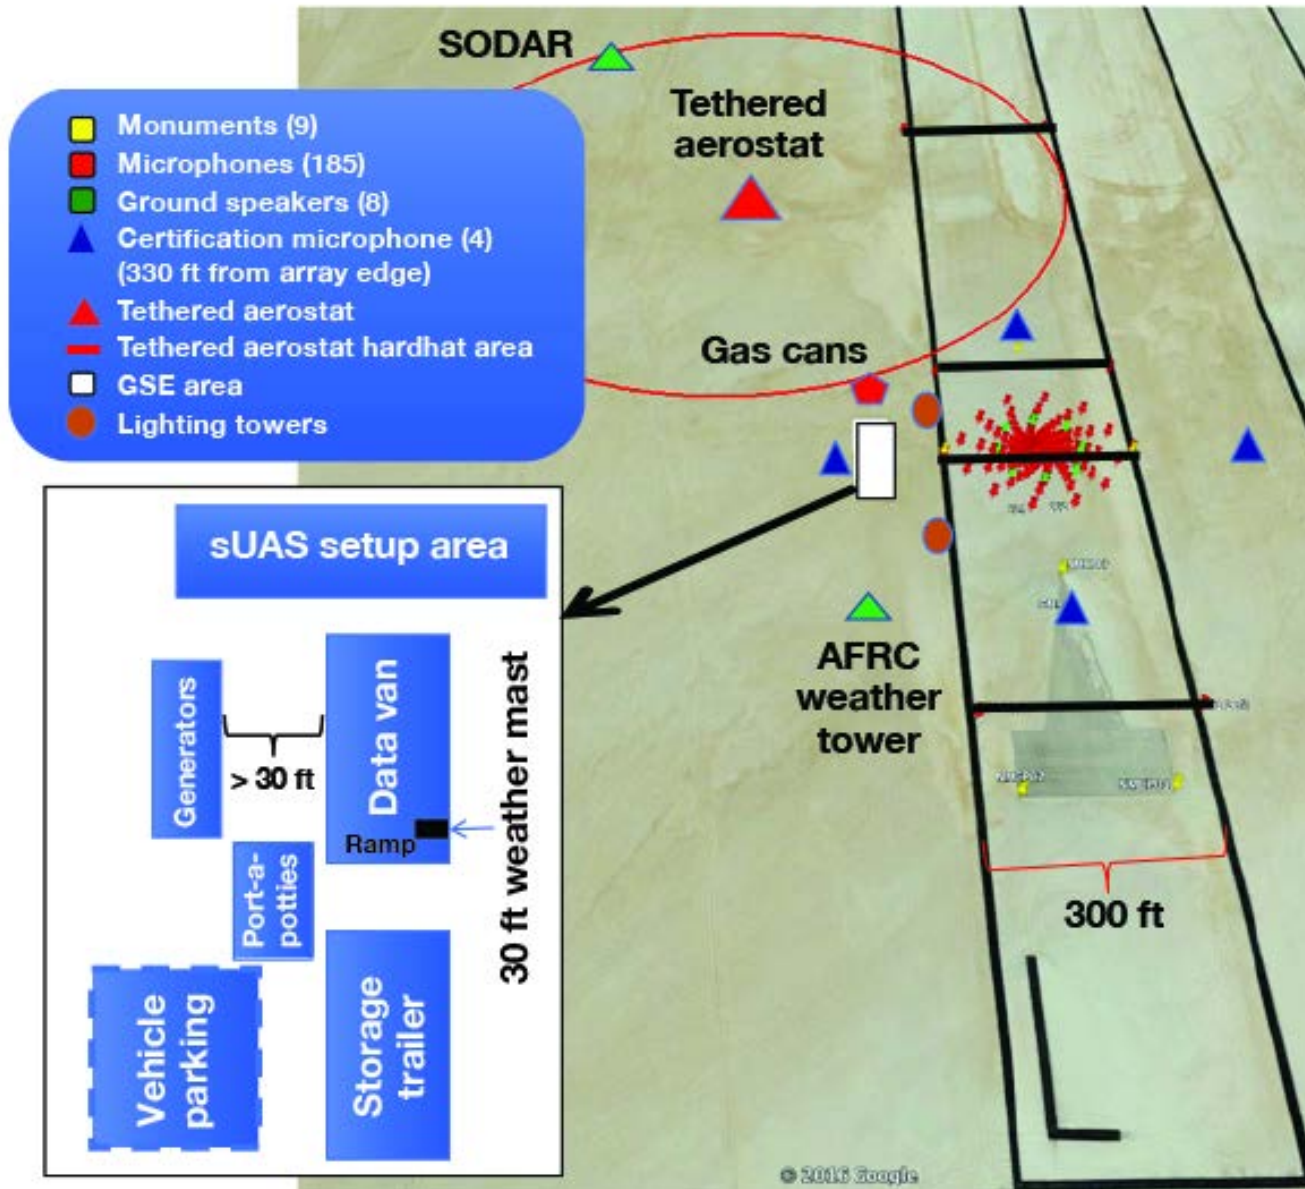 SODAR
Tethered
aerostat
Monuments (9)
Microphones (185)
Ground speakers (8)
Certification microphone (4)
(330 ft from array edge)
Tethered aerostat
Tethered aerostat hardhat area
GSE area
Lighting towers
Gas cans
sUAS setup area
Generators
> 30 ft
Data van
Ramp
30 ft weather mast
Port-a-
potties
Vehicle
parking
Storage
trailer
AFRC
weather
tower
300 ft
© 2016 Google